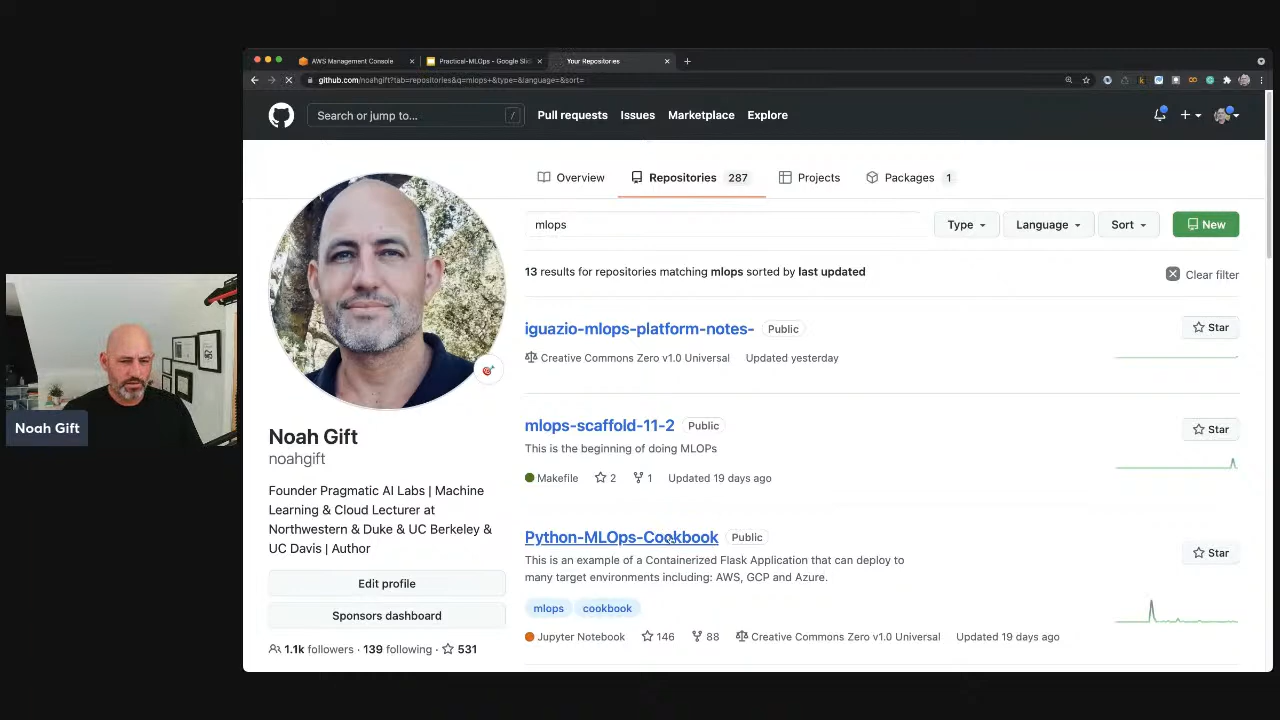 AWS Management Console
Practical-MLOps - Google Sli
Your Repositories
github.com/noahgift?tab=repositories&q=mlops+&type=&language=&sort=
Search or jump to...
/
Pull requests
Issues
Marketplace
Explore
Overview
Repositories 287
Projects
Packages 1
mlops
Type
Language
Sort
New
13 results for repositories matching mlops sorted by last updated
Clear filter
iguazio-mlops-platform-notes- Public
Star
Creative Commons Zero v1.0 Universal Updated yesterday
mlops-scaffold-11-2 Public
Star
This is the beginning of doing MLOPs
Makefile 2 1 Updated 19 days ago
Python-MLOps-Cookbook Public
Star
This is an example of a Containerized Flask Application that can deploy to
many target environments including: AWS, GCP and Azure.
mlops cookbook
Jupyter Notebook 146 88 Creative Commons Zero v1.0 Universal Updated 19 days ago
Noah Gift
noahgift
Founder Pragmatic AI Labs | Machine
Learning & Cloud Lecturer at
Northwestern & Duke & UC Berkeley &
UC Davis | Author
Edit profile
Sponsors dashboard
1.1k followers · 139 following · 531
Noah Gift